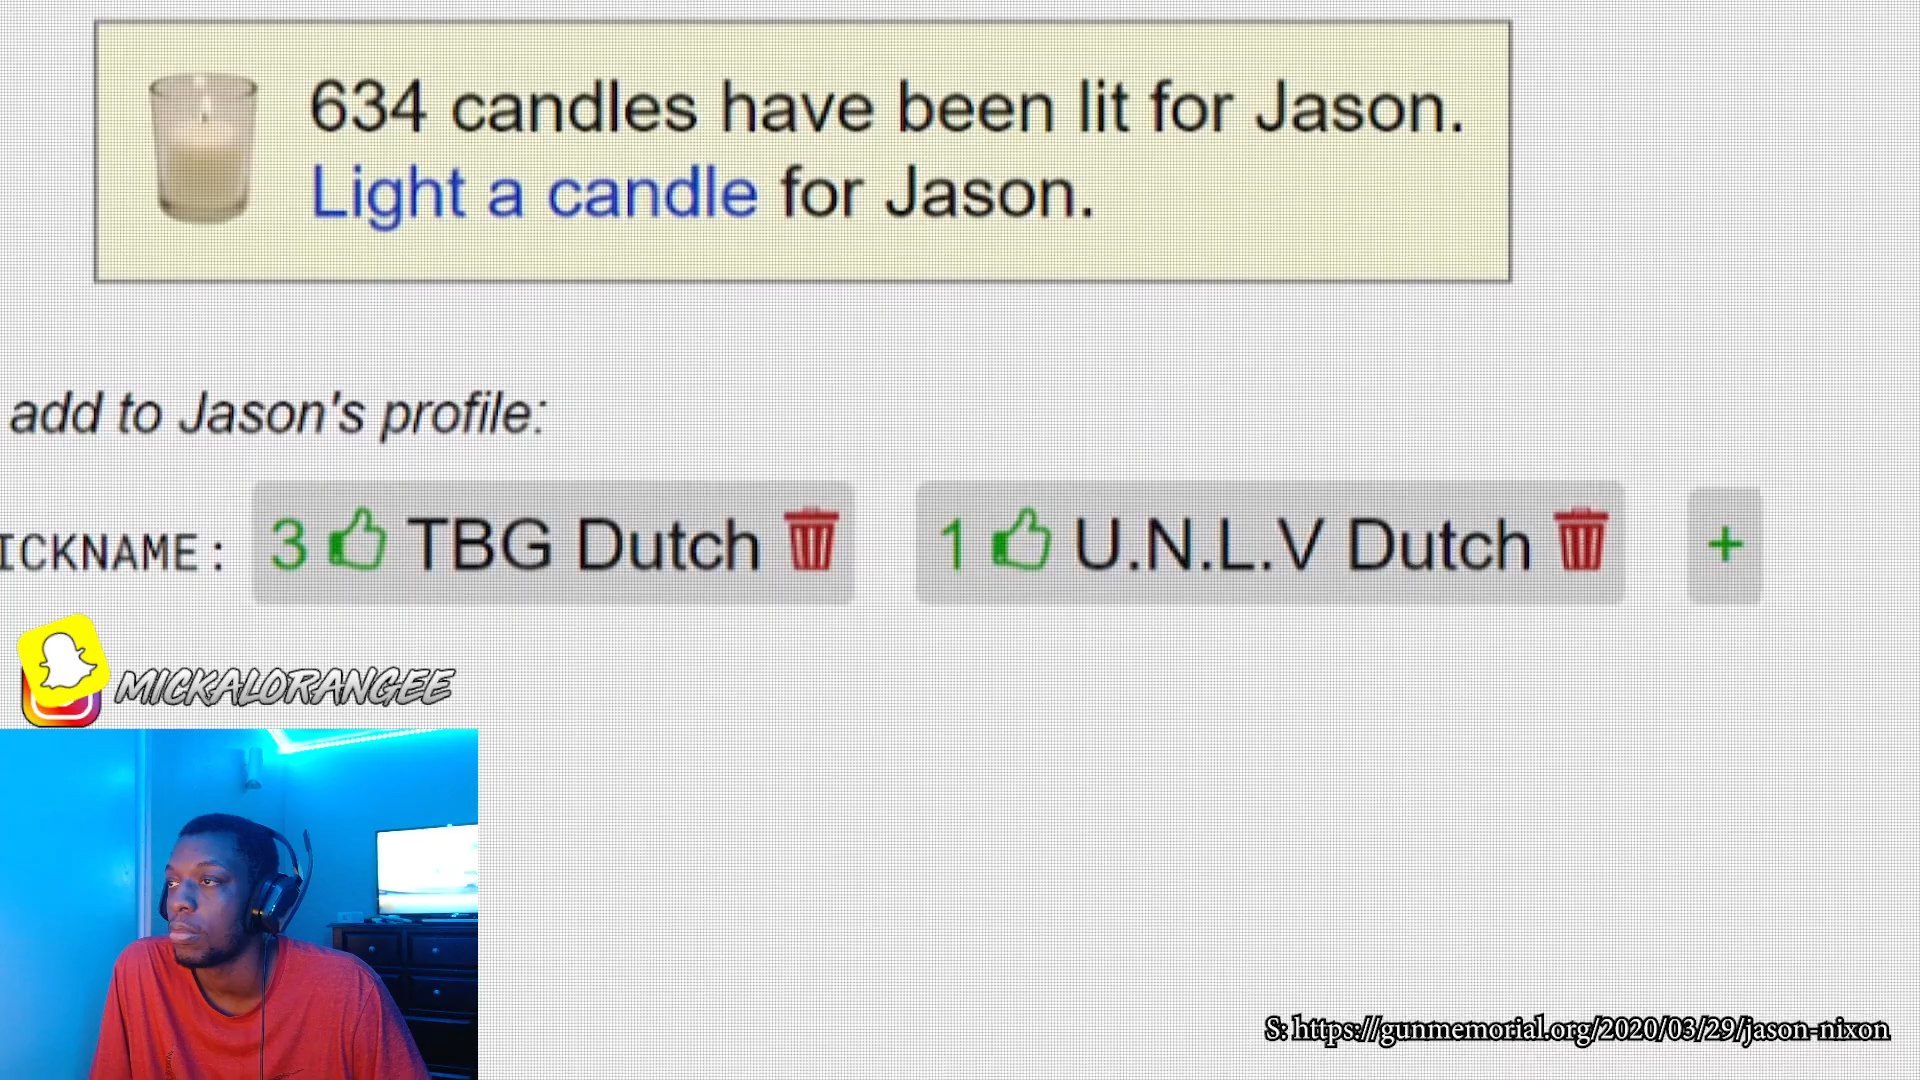 634 candles have been lit for Jason.
Light a candle for Jason.
add to Jason's profile:
ICKNAME: 3 TBG Dutch 1 U.N.L.V Dutch +
MICKALORANGEE
S: https://gunmemorial.org/2020/03/29/jason-nixon